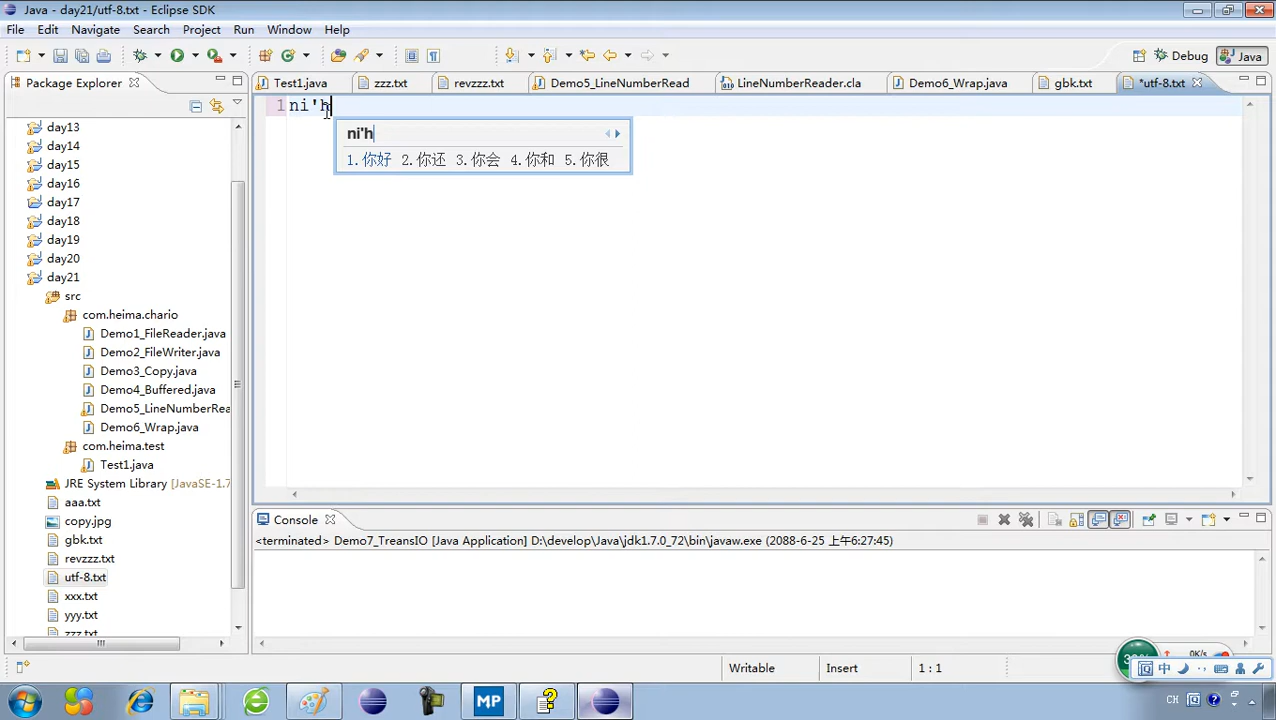 Java - day21/utf-8.txt - Eclipse SDK
File Edit Navigate Search Project Run Window Help
Debug Java
Package Explorer
Test1.java zzz.txt revzzz.txt Demo5_LineNumberRead LineNumberReader.cla Demo6_Wrap.java gbk.txt *utf-8.txt
1 ni'h
ni'h
1.你好 2.你还 3.你会 4.你和 5.你很
day13
day14
day15
day16
day17
day18
day19
day20
day21
src
com.heima.chario
Demo1_FileReader.java
Demo2_FileWriter.java
Demo3_Copy.java
Demo4_Buffered.java
Demo5_LineNumberRea
Demo6_Wrap.java
com.heima.test
Test1.java
JRE System Library [JavaSE-1.7
aaa.txt
copy.jpg
gbk.txt
revzzz.txt
utf-8.txt
xxx.txt
yyy.txt
zzz.txt
Console
<terminated> Demo7_TreansIO [Java Application] D:\develop\Java\jdk1.7.0_72\bin\javaw.exe (2088-6-25 上午6:27:45)
Writable Insert 1 : 1
0K/s
中
MP
CH